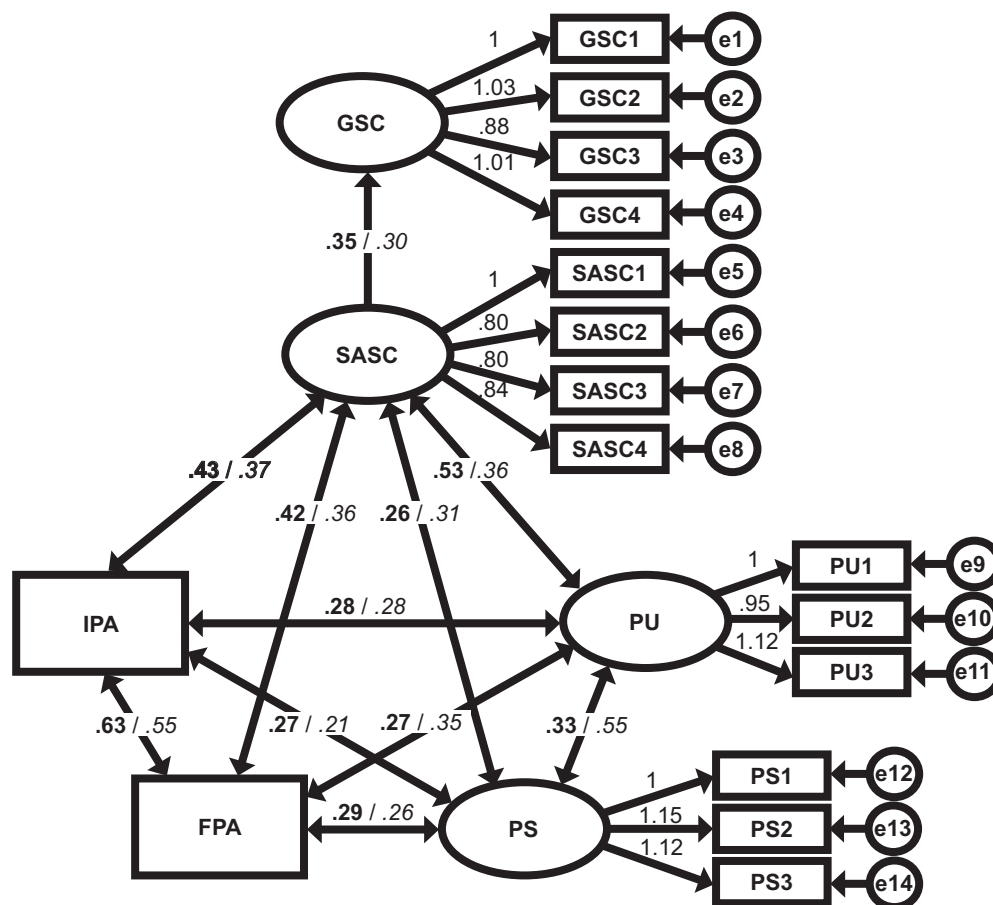 GSC
1
GSC1
e1
1.03
GSC2
e2
.88
GSC3
e3
1.01
GSC4
e4
.35 / .30
SASC
1
SASC1
e5
.80
SASC2
e6
.80
SASC3
e7
.84
SASC4
e8
.43 / .37
.42 / .36
.26 / .31
.53 / .36
IPA
.28 / .28
PU
1
PU1
e9
.95
PU2
e10
1.12
PU3
e11
.63 / .55
.27 / .21
.27 / .35
.33 / .55
FPA
.29 / .26
PS
1
PS1
e12
1.15
PS2
e13
1.12
PS3
e14